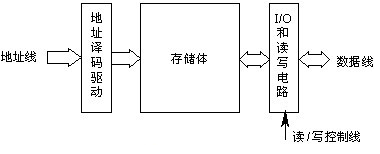 地址线
地址译码驱动
存储体
I/O和读写电路
数据线
读/写控制线